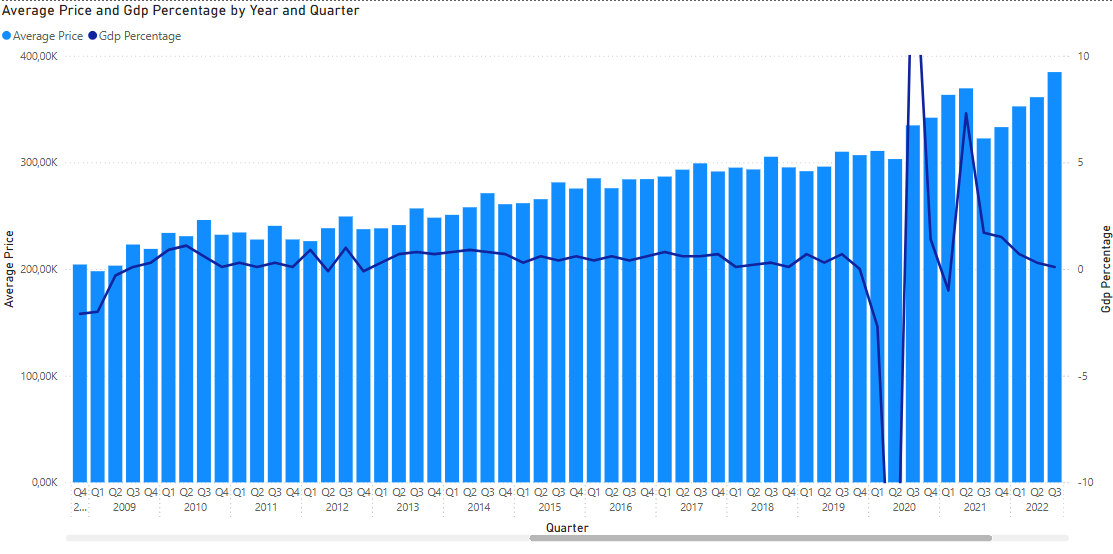 Average Price and Gdp Percentage by Year and Quarter
Average Price Gdp Percentage
400,00K 10
300,00K 5
200,00K 0
100,00K -5
0,00K -10
Average Price
Gdp Percentage
Q4 Q1 Q2 Q3 Q4 Q1 Q2 Q3 Q4 Q1 Q2 Q3 Q4 Q1 Q2 Q3 Q4 Q1 Q2 Q3 Q4 Q1 Q2 Q3 Q4 Q1 Q2 Q3 Q4 Q1 Q2 Q3 Q4 Q1 Q2 Q3 Q4 Q1 Q2 Q3 Q4 Q1 Q2 Q3 Q4 Q1 Q2 Q3 Q4 Q1 Q2 Q3 Q4 Q1 Q2 Q3
2... 2009 2010 2011 2012 2013 2014 2015 2016 2017 2018 2019 2020 2021 2022
Quarter